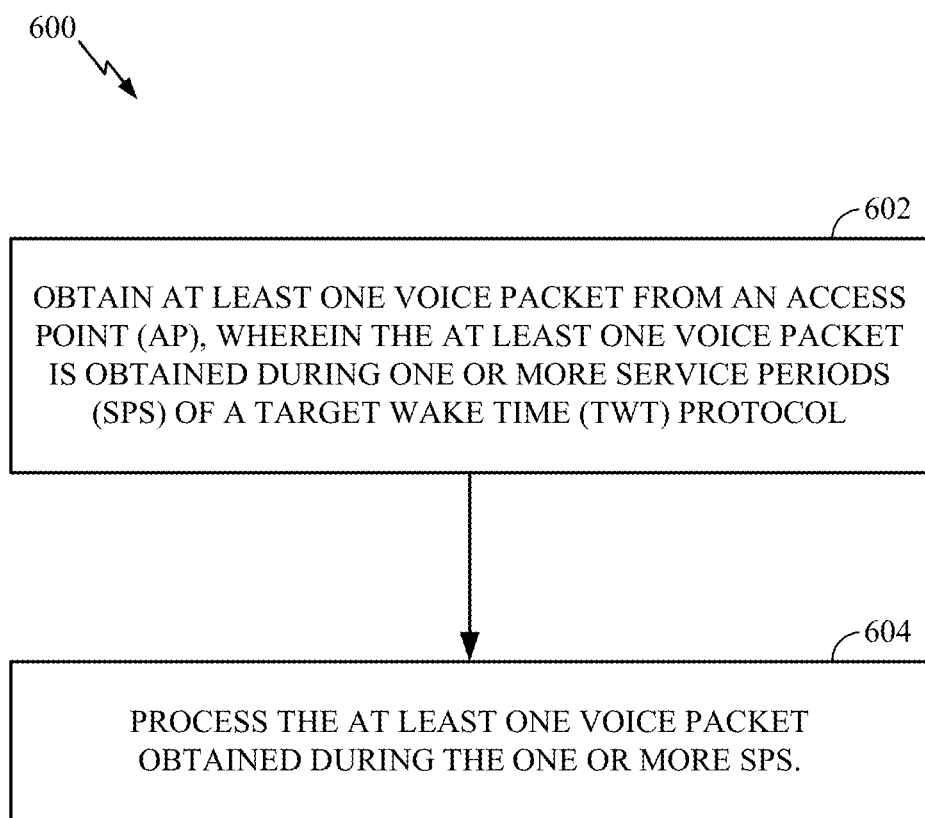 600
602
OBTAIN AT LEAST ONE VOICE PACKET FROM AN ACCESS
POINT (AP), WHEREIN THE AT LEAST ONE VOICE PACKET
IS OBTAINED DURING ONE OR MORE SERVICE PERIODS
(SPS) OF A TARGET WAKE TIME (TWT) PROTOCOL
604
PROCESS THE AT LEAST ONE VOICE PACKET
OBTAINED DURING THE ONE OR MORE SPS.